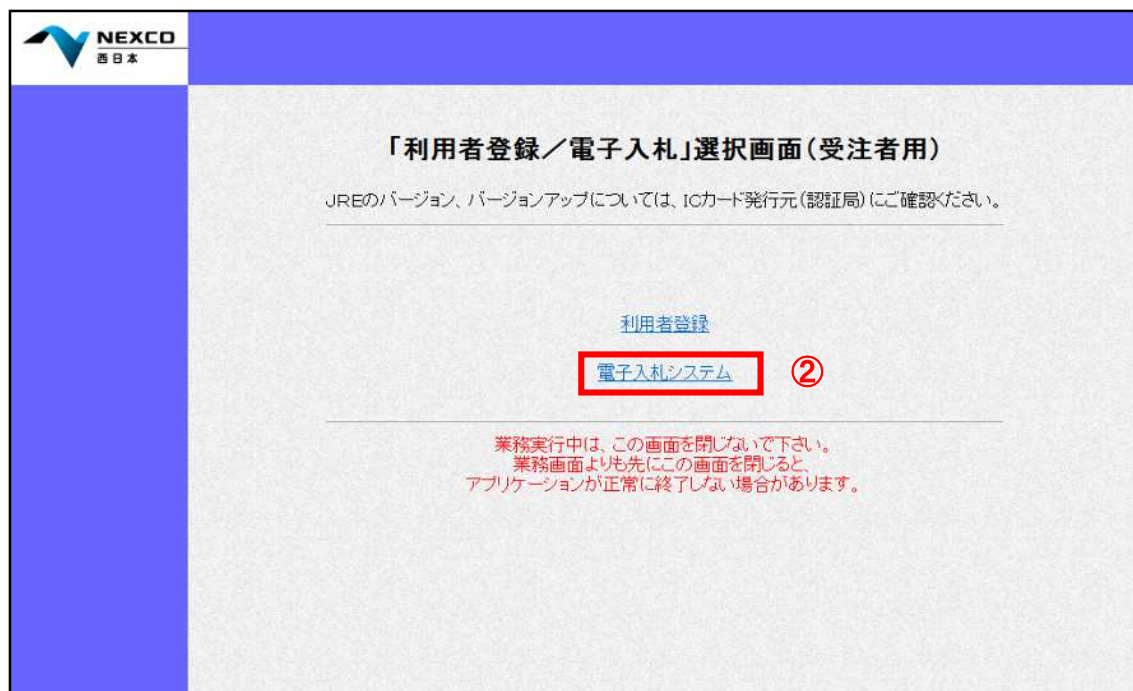 NEXCO
西日本
「利用者登録／電子入札」選択画面(受注者用)
JREのバージョン、バージョンアップについては、ICカード発行元(認証局)にご確認ください。
利用者登録
電子入札システム ②
業務実行中は、この画面を閉じないで下さい。
業務画面よりも先にこの画面を閉じると、
アプリケーションが正常に終了しない場合があります。